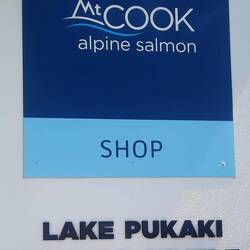 Mt COOK
alpine salmon
SHOP
LAKE PUKAKI